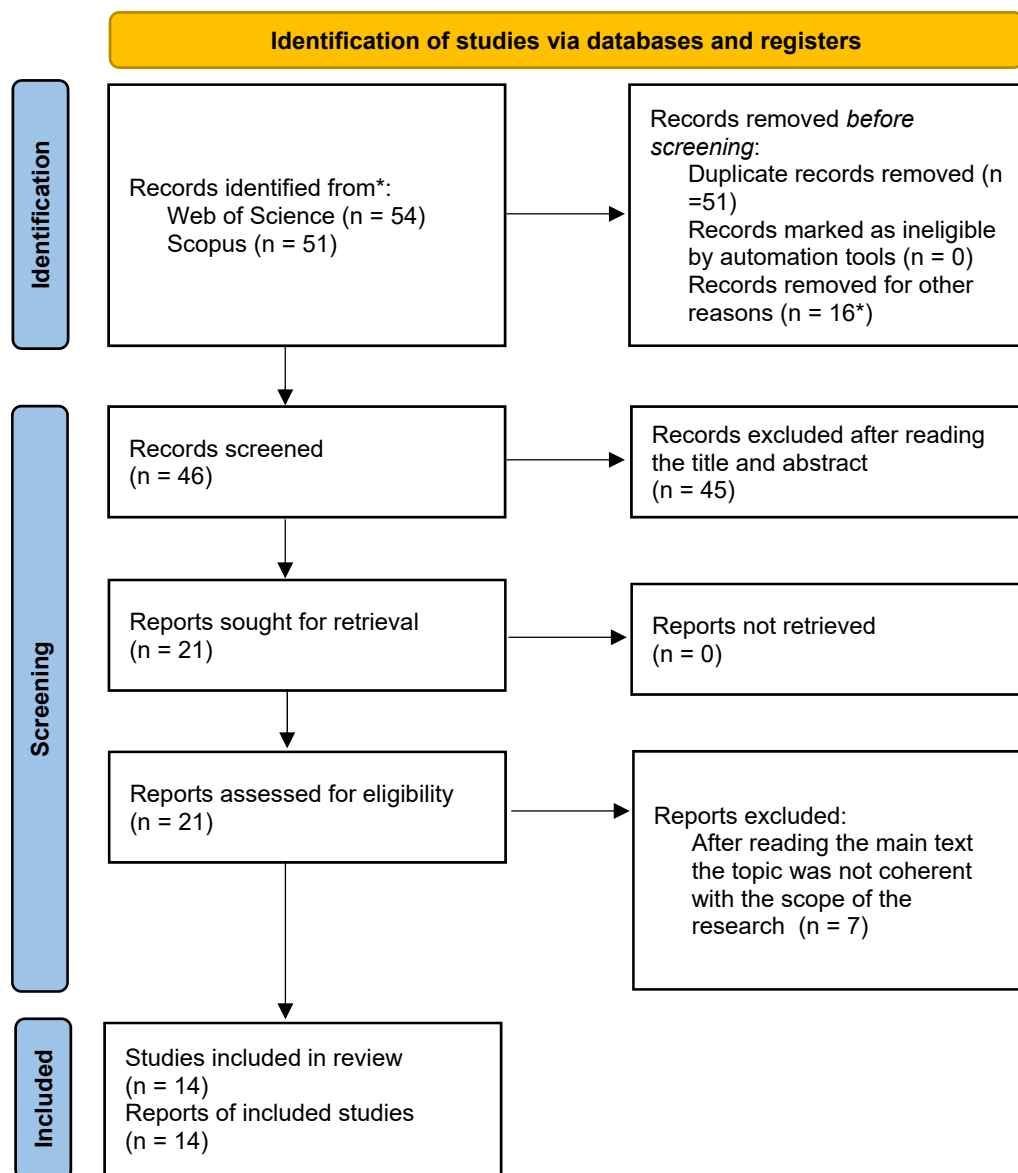 Identification of studies via databases and registers
Identification
Records identified from*:
Web of Science (n = 54)
Scopus (n = 51)
Records removed before
screening:
Duplicate records removed (n
=51)
Records marked as ineligible
by automation tools (n = 0)
Records removed for other
reasons (n = 16*)
Screening
Records screened
(n = 46)
Records excluded after reading
the title and abstract
(n = 45)
Reports sought for retrieval
(n = 21)
Reports not retrieved
(n = 0)
Reports assessed for eligibility
(n = 21)
Reports excluded:
After reading the main text
the topic was not coherent
with the scope of the
research (n = 7)
Included
Studies included in review
(n = 14)
Reports of included studies
(n = 14)